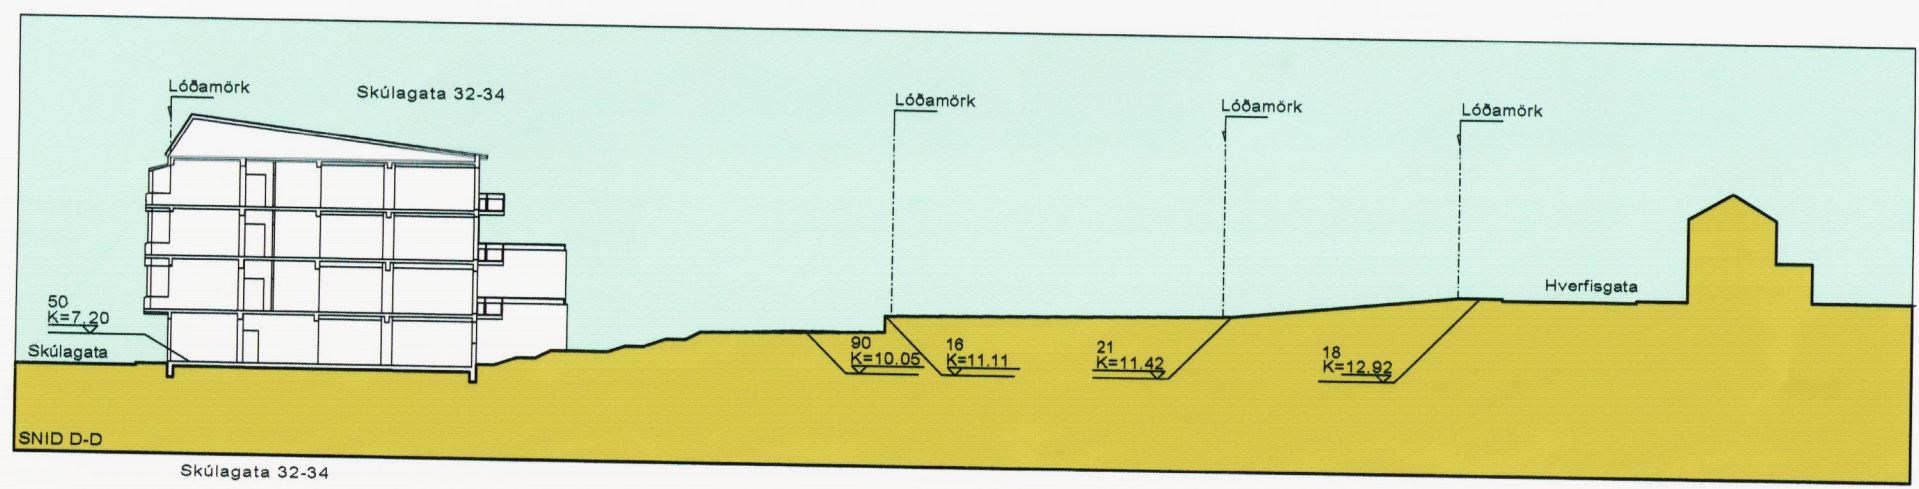 Lóðamörk
Skúlagata 32-34
Lóðamörk
Lóðamörk
Lóðamörk
Hverfisgata
50
K=7.20
Skúlagata
90
K=10.05
16
K=11.11
21
K=11.42
18
K=12.92
SNID D-D
Skúlagata 32-34